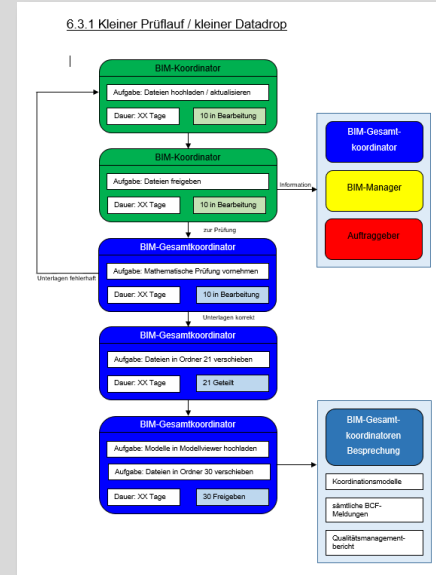 6.3.1 Kleiner Prüflauf / kleiner Datadrop
BIM-Koordinator
Aufgabe: Dateien hochladen / aktualisieren
Dauer: XX Tage
10 in Bearbeitung
BIM-Koordinator
Aufgabe: Dateien freigeben
Dauer: XX Tage
10 in Bearbeitung
Information
BIM-Gesamt-
koordinator
BIM-Manager
Auftraggeber
zur Prüfung
BIM-Gesamtkoordinator
Aufgabe: Mathematische Prüfung vornehmen
Dauer: XX Tage
10 in Bearbeitung
Unterlagen fehlerhaft
Unterlagen korrekt
BIM-Gesamtkoordinator
Aufgabe: Dateien in Ordner 21 verschieben
Dauer: XX Tage
21 Geteilt
BIM-Gesamtkoordinator
Aufgabe: Modelle in Modellviewer hochladen
Aufgabe: Dateien in Ordner 30 verschieben
Dauer: XX Tage
30 Freigeben
BIM-Gesamt-
koordinatoren
Besprechung
Koordinationsmodelle
sämtliche BCF-
Meldungen
Qualitätsmanagement-
bericht